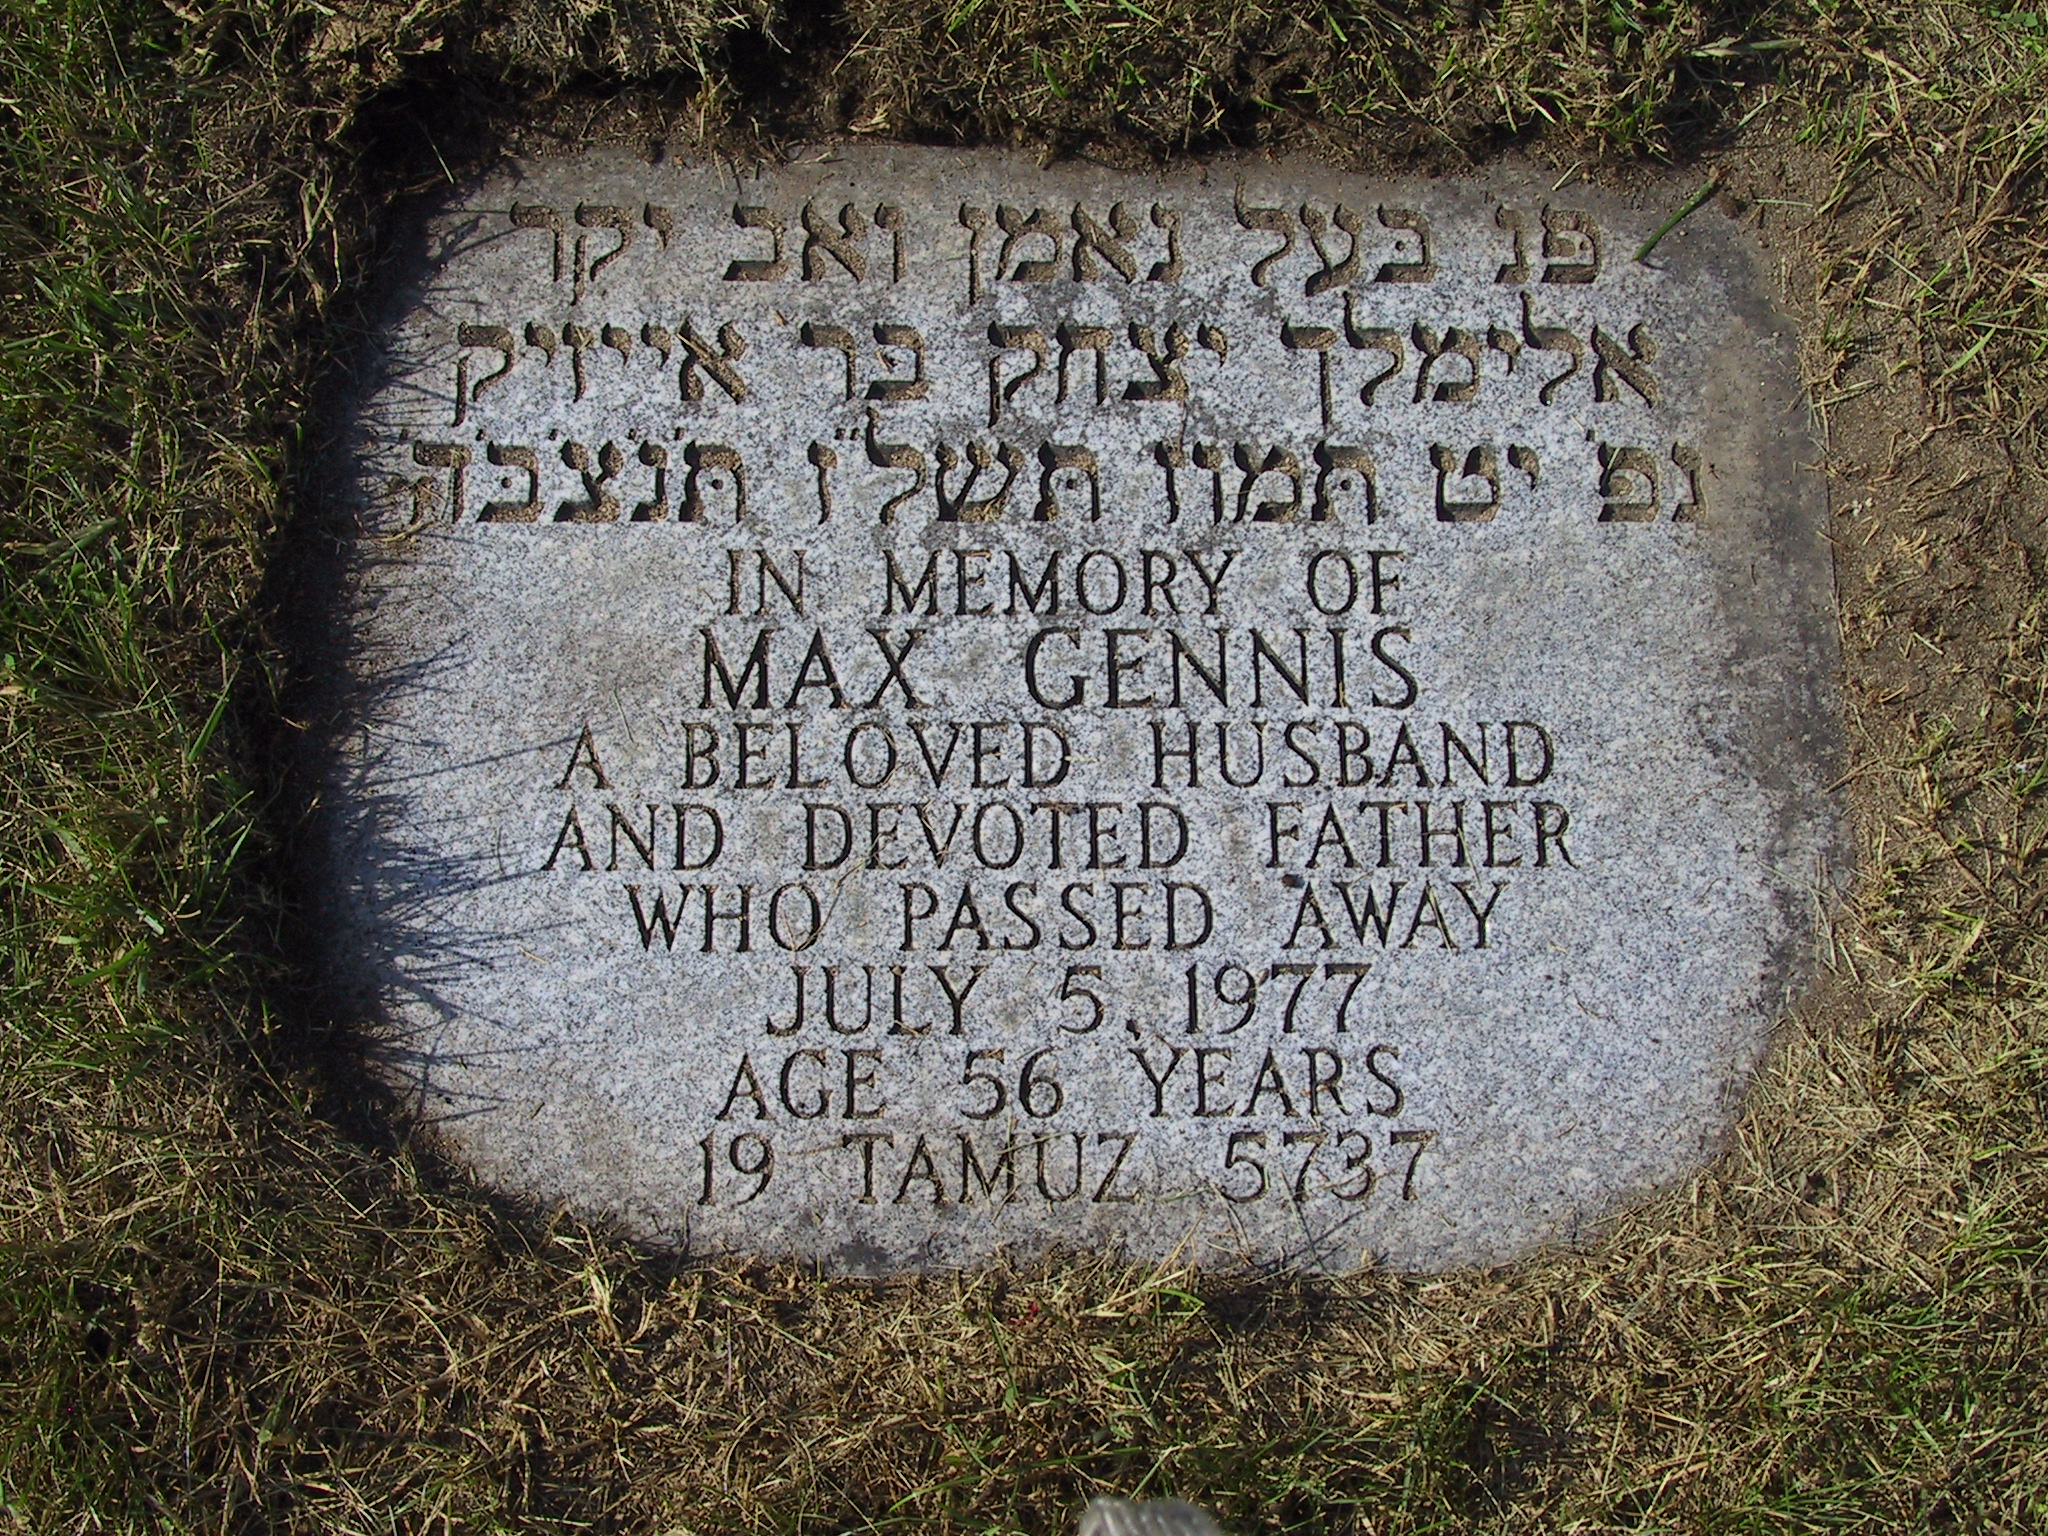 פנ בעל נאמן ואב יקר
אלימלך יצחק בר אייזיק
נפ' יט תמוז תשל"ז ת'נ'צ'ב'ה'
IN MEMORY OF
MAX GENNIS
A BELOVED HUSBAND
AND DEVOTED FATHER
WHO PASSED AWAY
JULY 5, 1977
AGE 56 YEARS
19 TAMUZ 5737